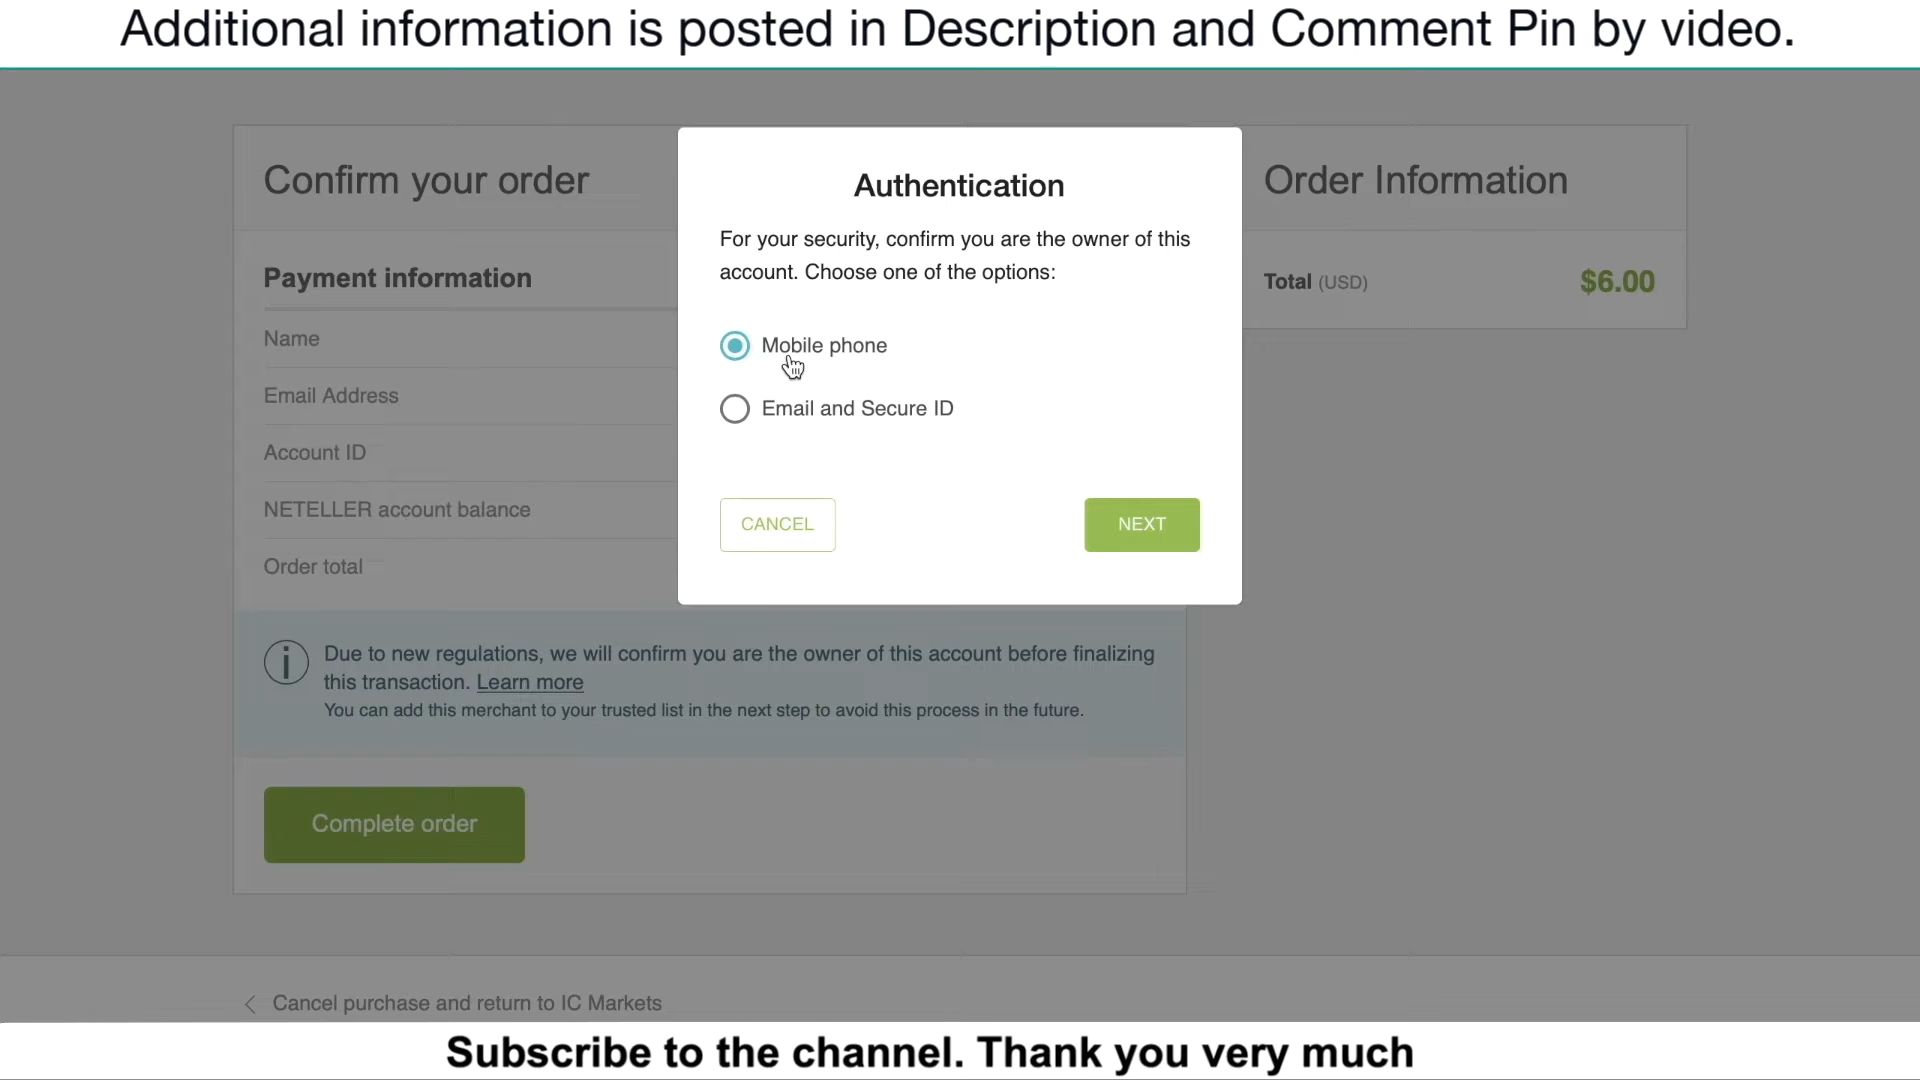 Additional information is posted in Description and Comment Pin by video.
Confirm your order
Payment information
Name
Email Address
Account ID
NETELLER account balance
Order total
Authentication
For your security, confirm you are the owner of this
account. Choose one of the options:
Mobile phone
Email and Secure ID
CANCEL
NEXT
Order Information
Total (USD)
$6.00
Due to new regulations, we will confirm you are the owner of this account before finalizing
this transaction. Learn more
You can add this merchant to your trusted list in the next step to avoid this process in the future.
Complete order
Cancel purchase and return to IC Markets
Subscribe to the channel. Thank you very much